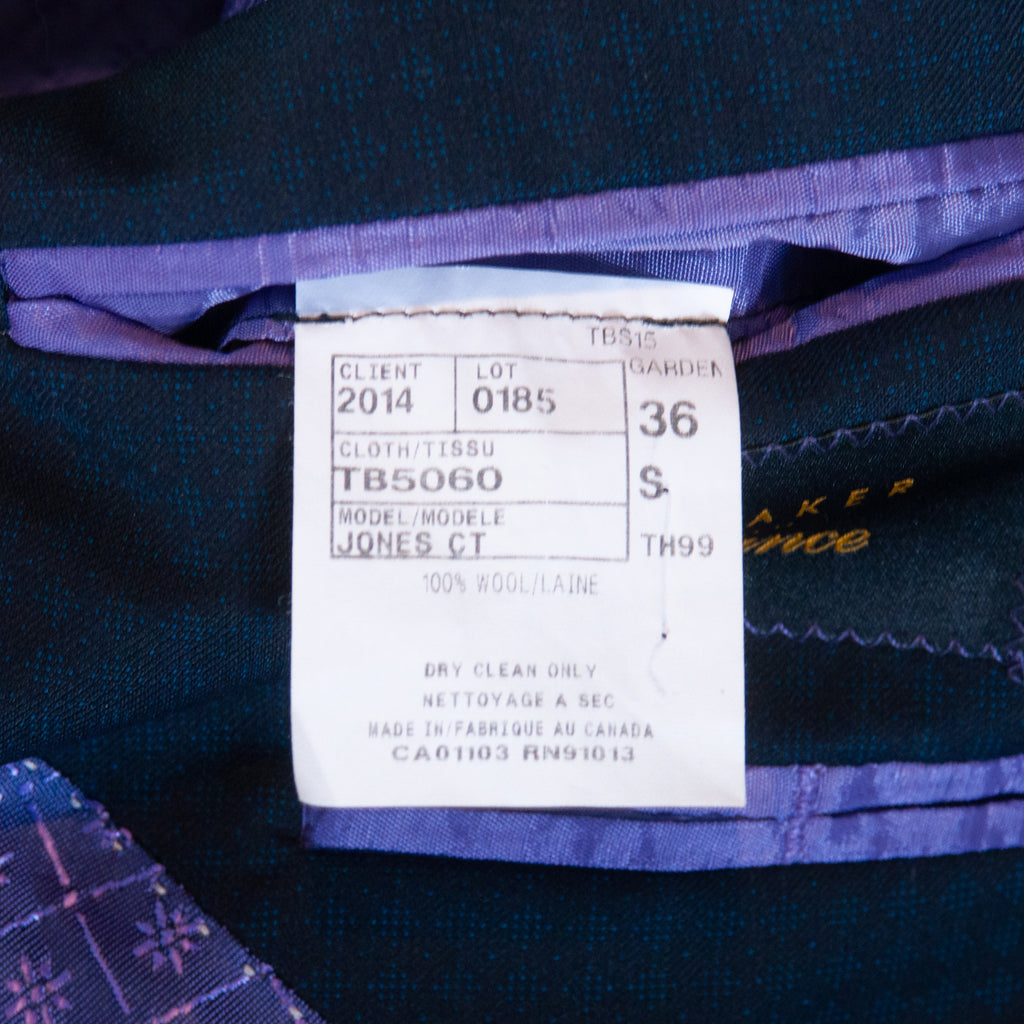 TBS15
GARDEN
CLIENT
2014
LOT
0185
36
CLOTH/TISSU
TB5060
S
MODEL/MODELE
JONES CT
TH99
100% WOOL/LAINE
DRY CLEAN ONLY
NETTOYAGE A SEC
MADE IN/FABRIQUE AU CANADA
CA01103 RN91013
AKER
ince